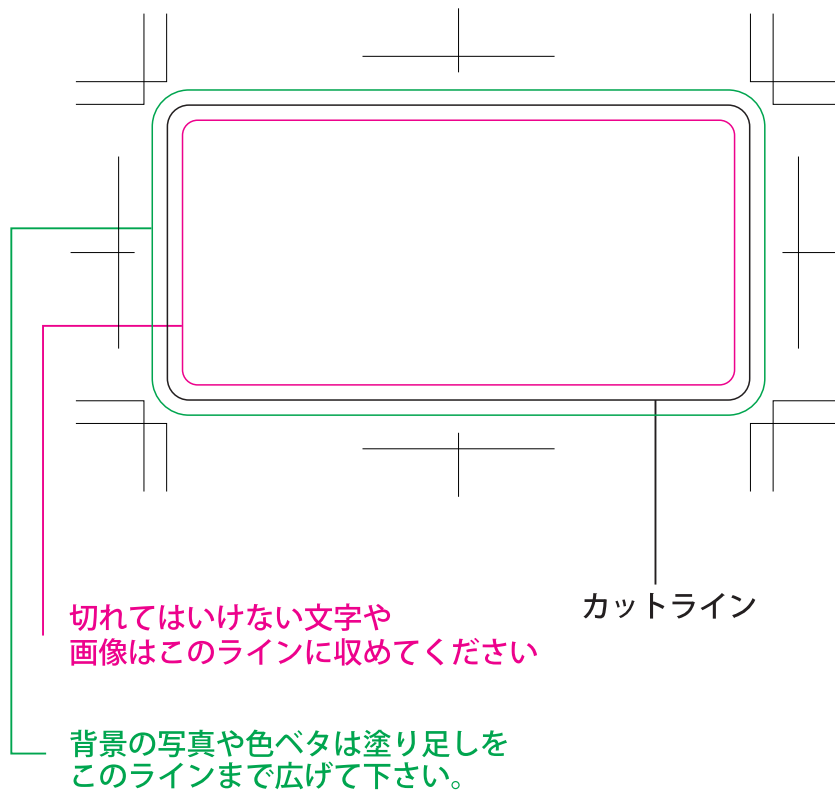 カットライン
切れてはいけない文字や
画像はこのラインに収めてください
背景の写真や色ベタは塗り足しを
このラインまで広げて下さい。